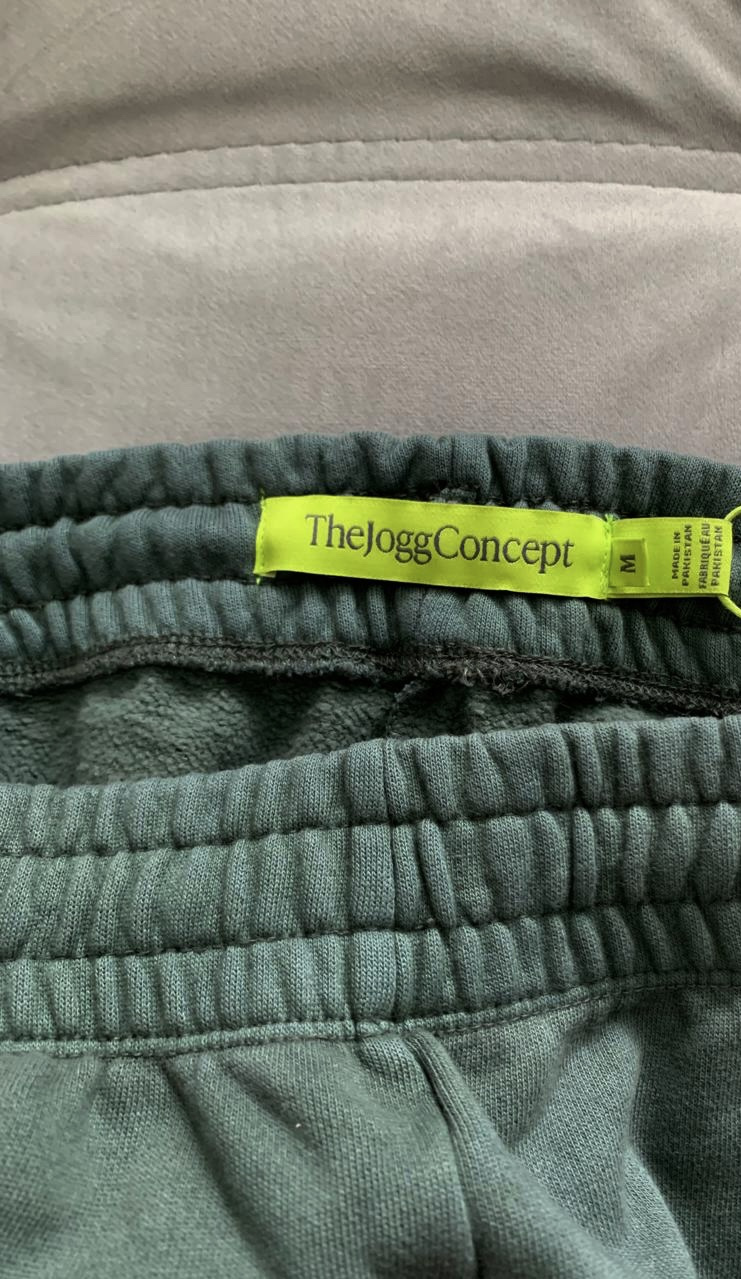 TheJoggConcept
M
MADE IN
PAKISTAN
FABRIQUÉ AU
PAKISTAN